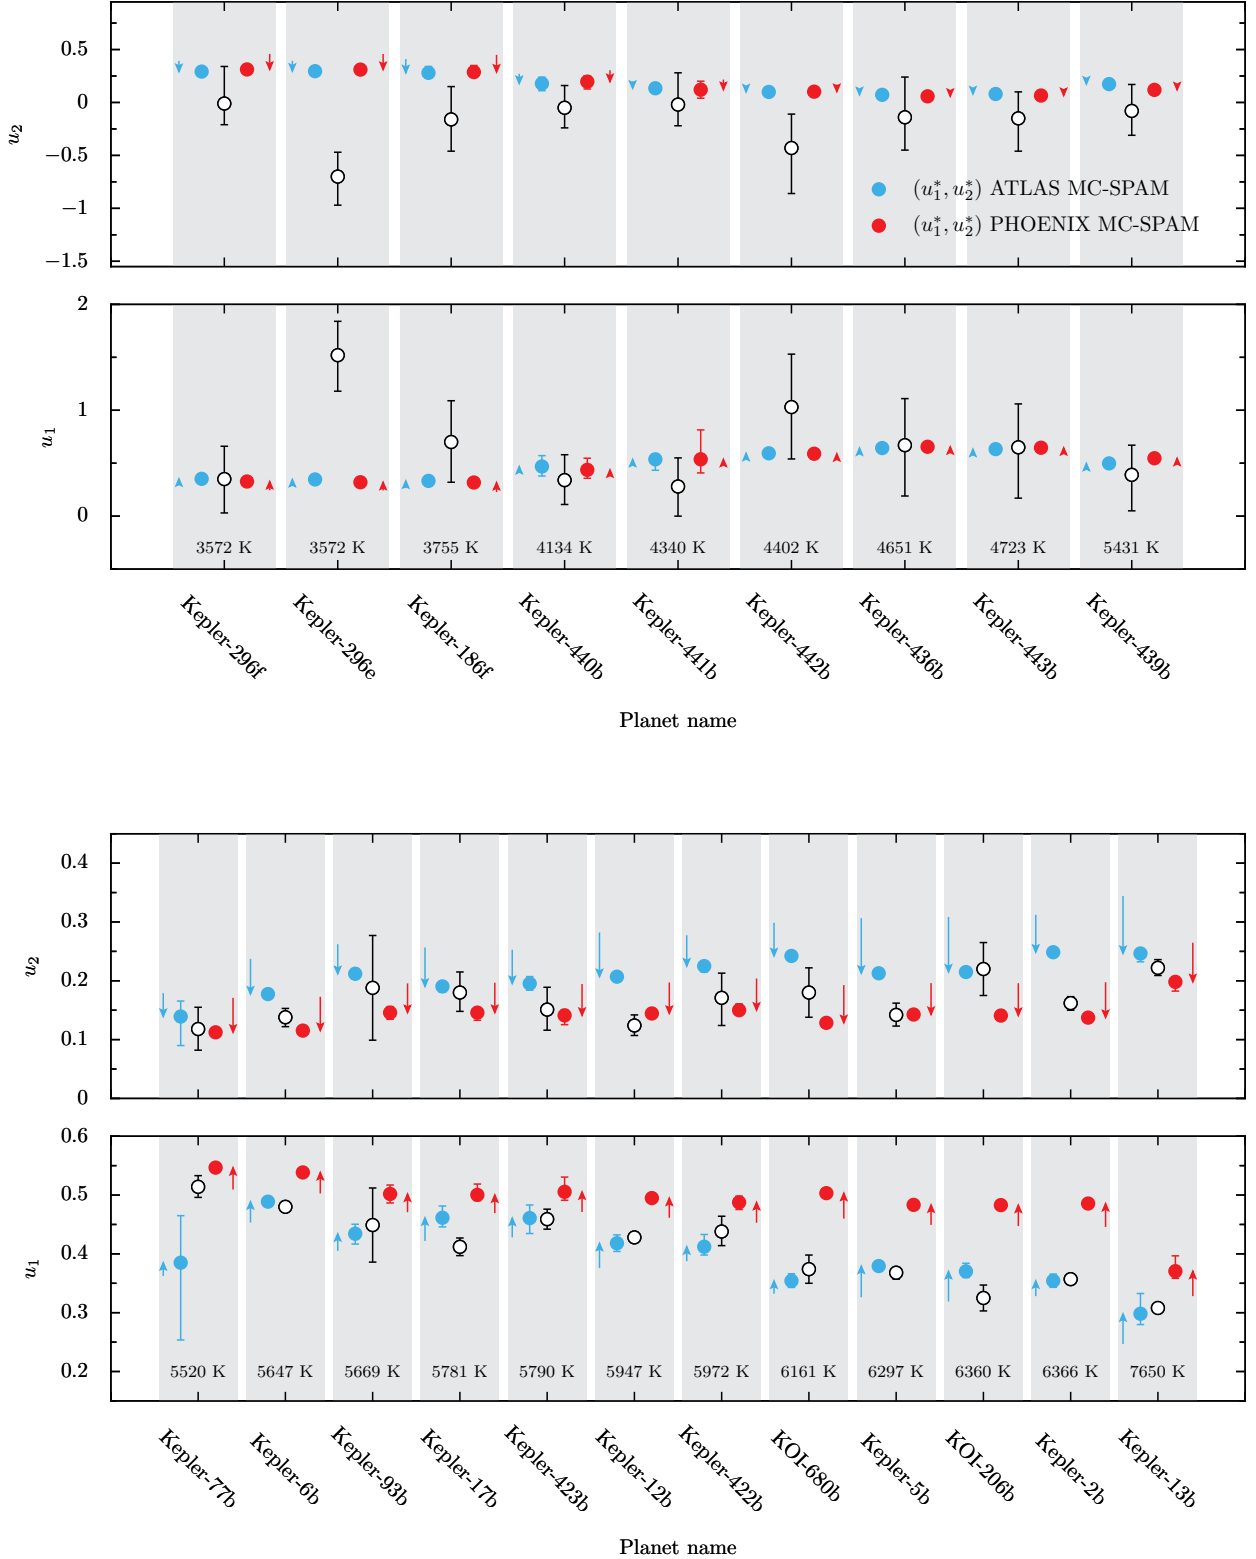 0.5
0
−0.5
−1
−1.5
u2
(u1*, u2*) ATLAS MC-SPAM
(u1*, u2*) PHOENIX MC-SPAM
2
1
0
u1
3572 K 3572 K 3755 K 4134 K 4340 K 4402 K 4651 K 4723 K 5431 K
Kepler-296f Kepler-296e Kepler-186f Kepler-440b Kepler-441b Kepler-442b Kepler-436b Kepler-443b Kepler-439b
Planet name
0.4
0.3
0.2
0.1
0
u2
0.6
0.5
0.4
0.3
0.2
u1
5520 K 5647 K 5669 K 5781 K 5790 K 5947 K 5972 K 6161 K 6297 K 6360 K 6366 K 7650 K
Kepler-77b Kepler-6b Kepler-93b Kepler-17b Kepler-423b Kepler-12b Kepler-422b KOI-680b Kepler-5b KOI-206b Kepler-2b Kepler-13b
Planet name